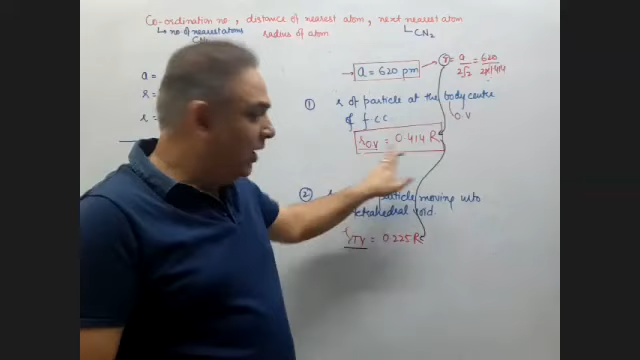 Co-ordination no, distance of nearest atom, next nearest atom
↳ no of nearest atoms
CN₁
radius of atom
↳ CN₂
a =
r =
r =
→ a = 620 pm → r = a/2√2 = 620/2×1.414
① r of particle at the body centre
of f.c.c.
O.V
r_OV = 0.414 R
② particle moving into
tetrahedral void.
r_TV = 0.225 R